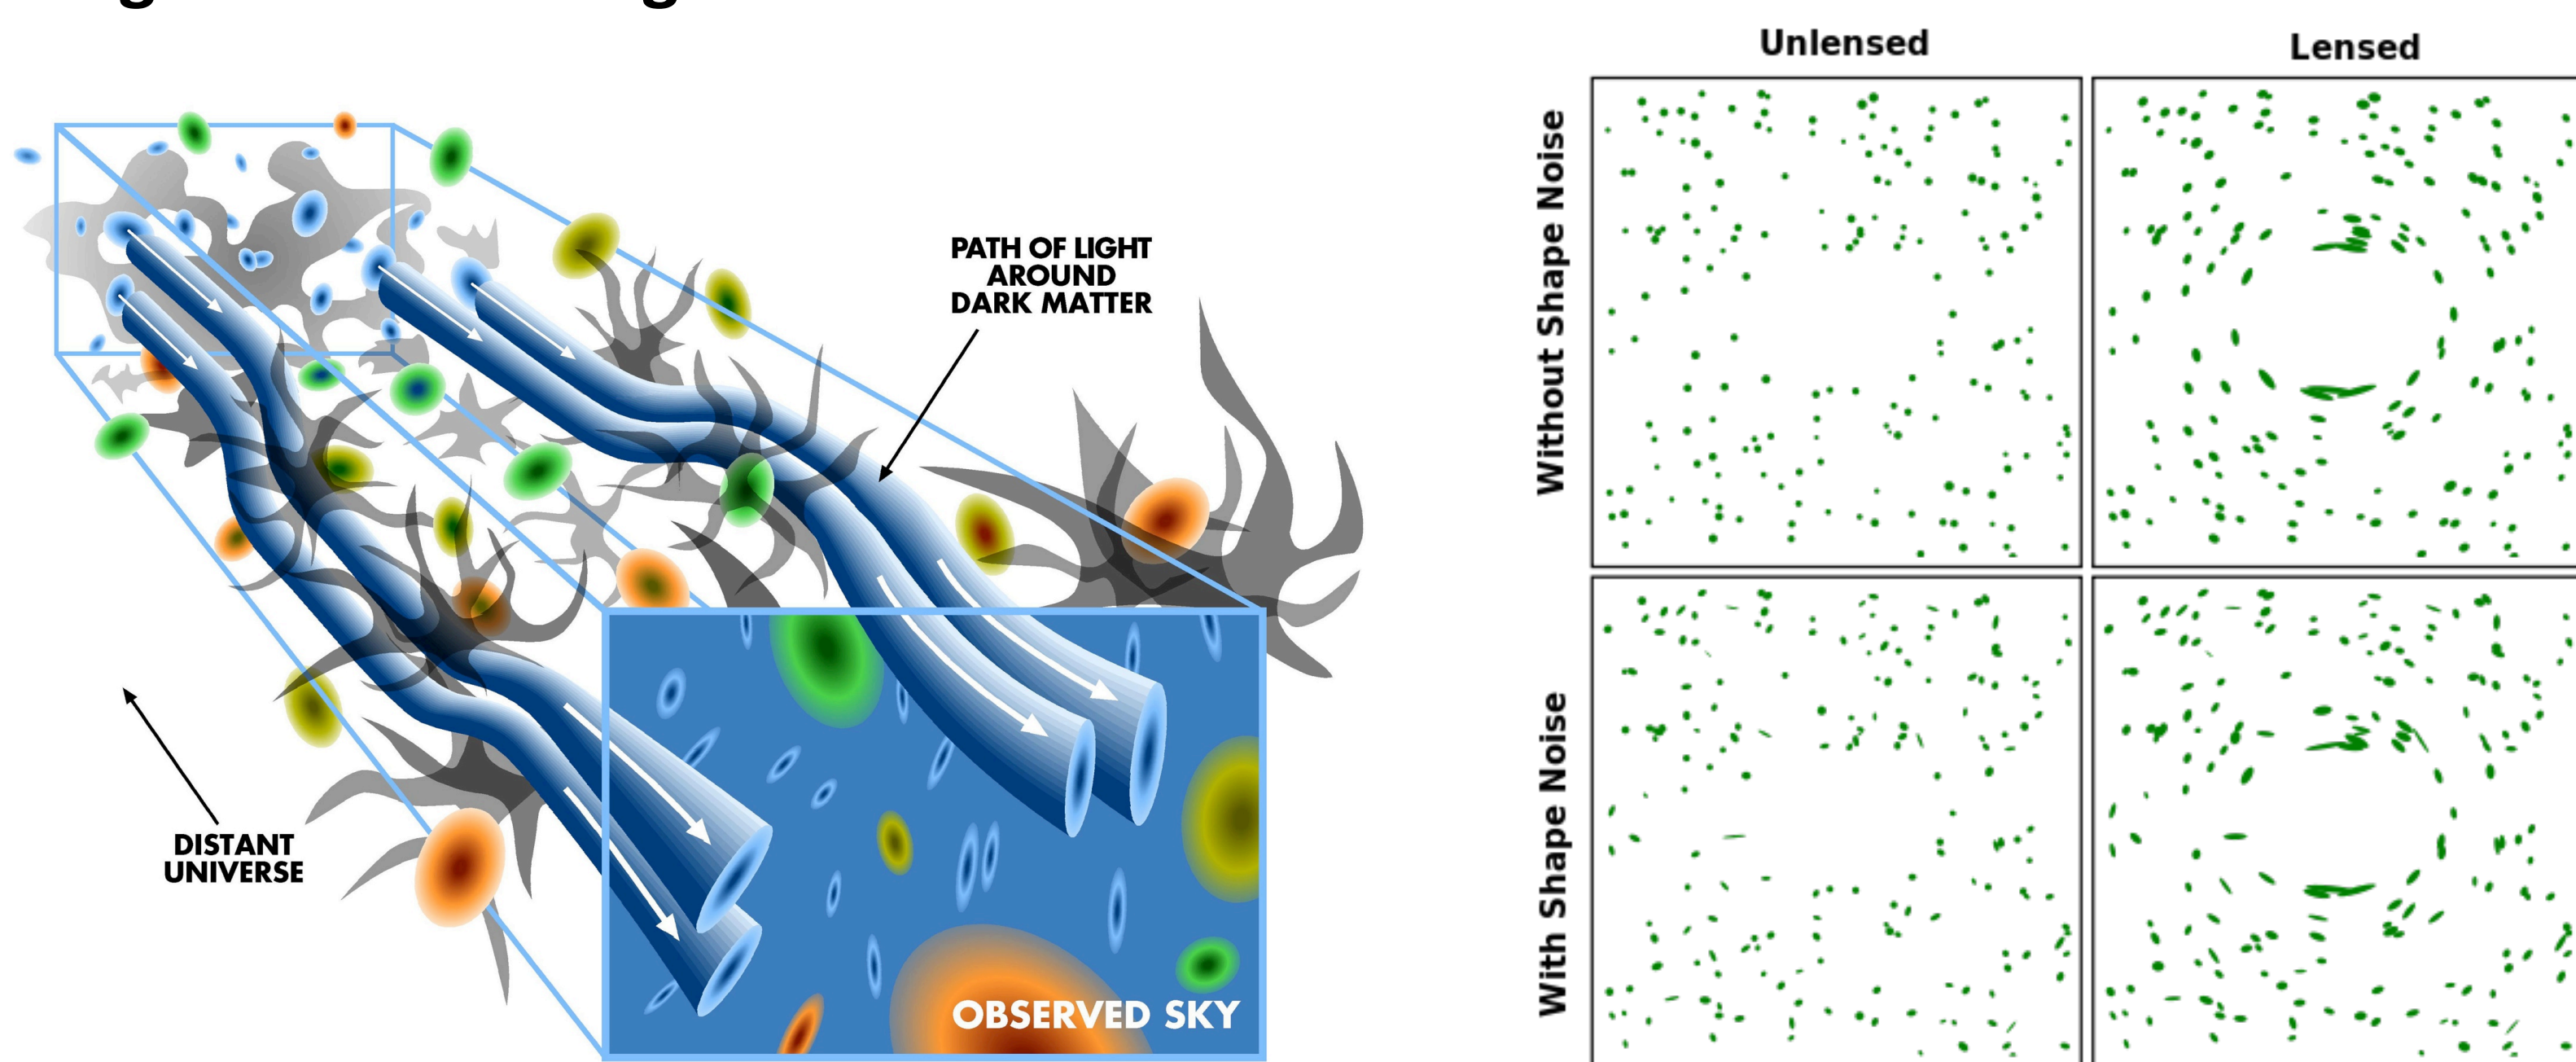 PATH OF LIGHT
AROUND
DARK MATTER
DISTANT
UNIVERSE
OBSERVED SKY
Unlensed
Lensed
Without Shape Noise
With Shape Noise